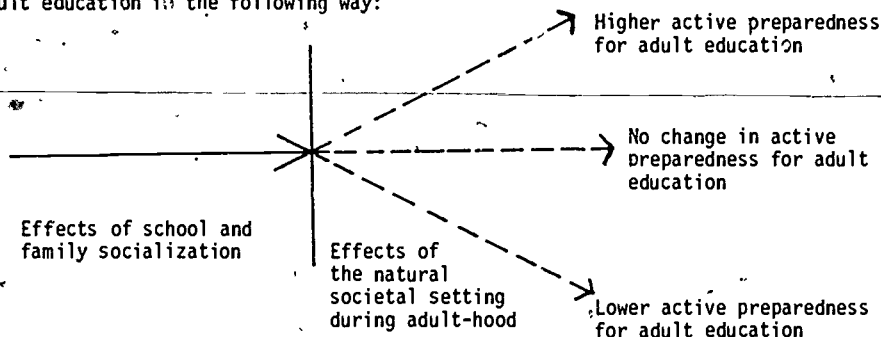 ult education in the following way:
Higher active preparedness
for adult education
No change in active
preparedness for adult
education
Effects of school and
family socialization
Effects of
the natural
societal setting
during adult-hood
Lower active preparedness
for adult education